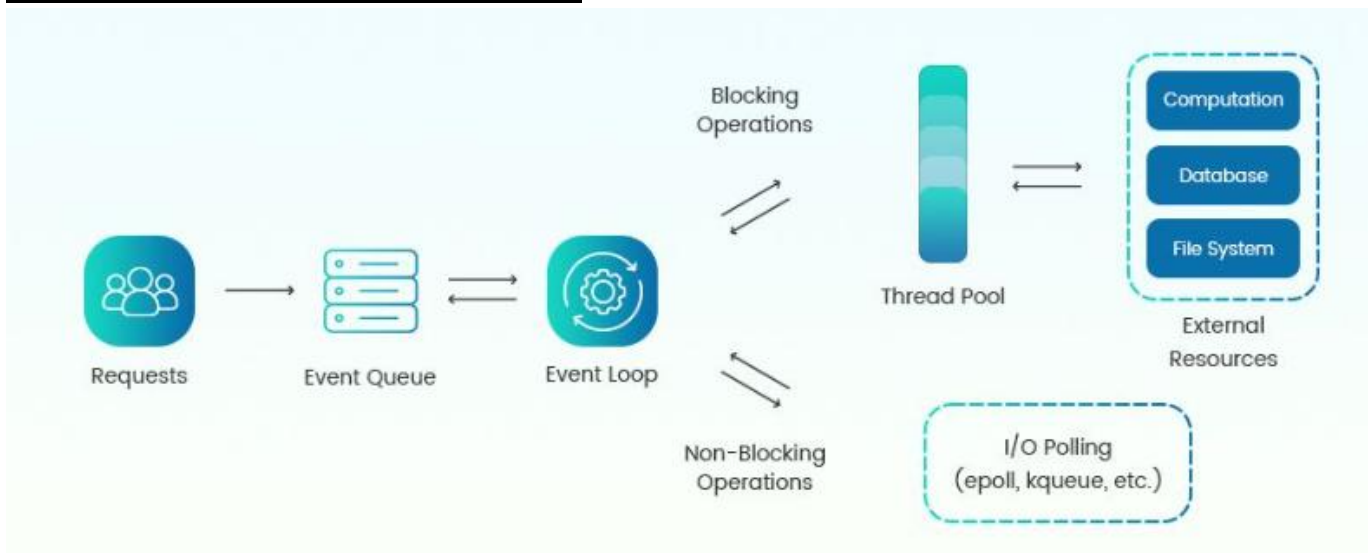 Requests
Event Queue
Event Loop
Blocking
Operations
Non-Blocking
Operations
Thread Pool
Computation
Database
File System
External
Resources
I/O Polling
(epoll, kqueue, etc.)